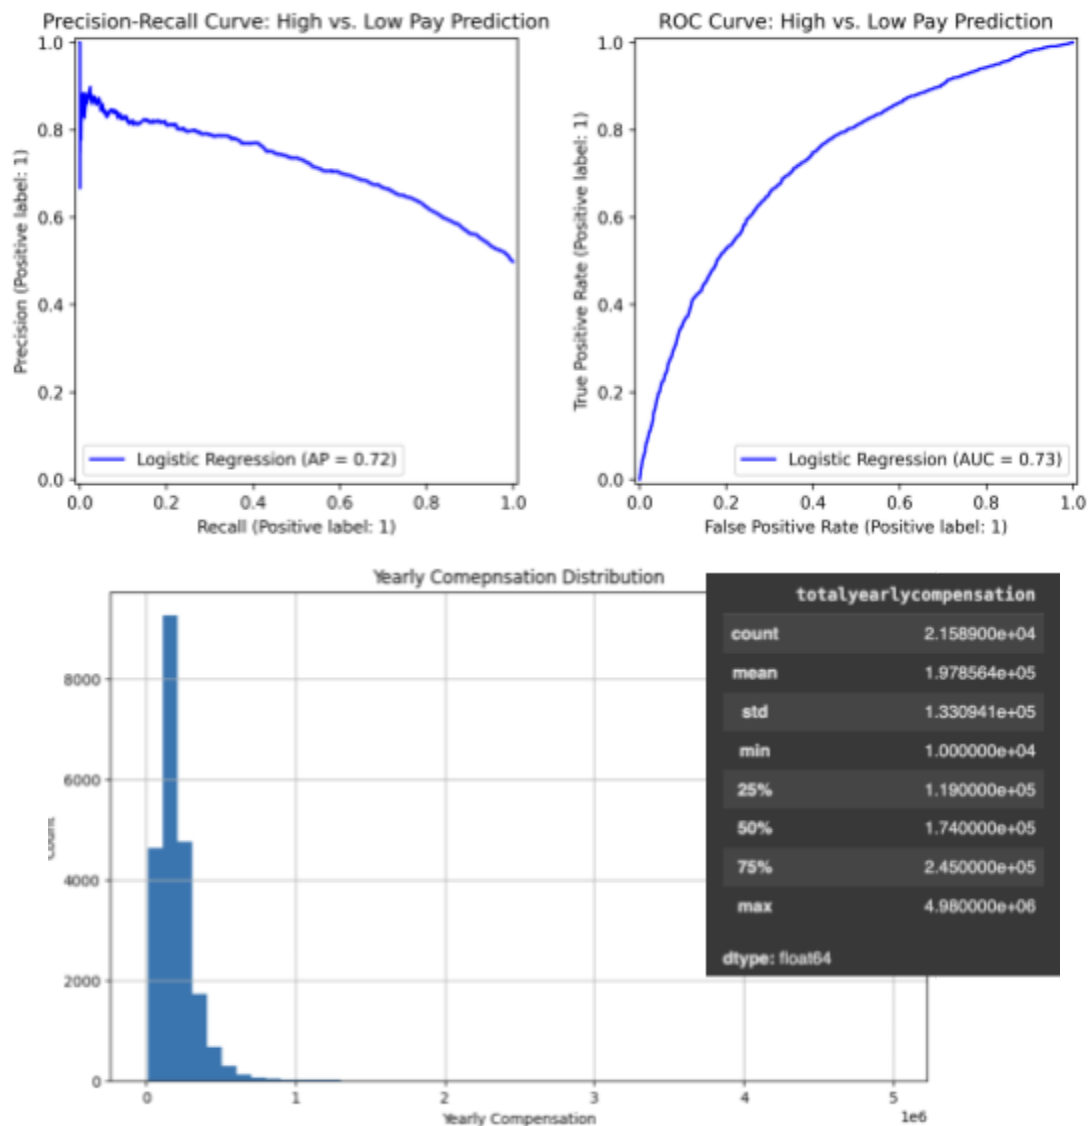 Precision-Recall Curve: High vs. Low Pay Prediction
1.0
0.8
0.6
0.4
0.2
0.0
Precision (Positive label: 1)
Logistic Regression (AP = 0.72)
0.0 0.2 0.4 0.6 0.8 1.0
Recall (Positive label: 1)
ROC Curve: High vs. Low Pay Prediction
1.0
0.8
0.6
0.4
0.2
0.0
True Positive Rate (Positive label: 1)
Logistic Regression (AUC = 0.73)
0.0 0.2 0.4 0.6 0.8 1.0
False Positive Rate (Positive label: 1)
Yearly Comepnsation Distribution
8000
6000
4000
2000
0
Count
0 1 2 3 4 5
1e6
Yearly Compensation
totalyearlycompensation
count 2.158900e+04
mean 1.978564e+05
std 1.330941e+05
min 1.000000e+04
25% 1.190000e+05
50% 1.740000e+05
75% 2.450000e+05
max 4.980000e+06
dtype: float64